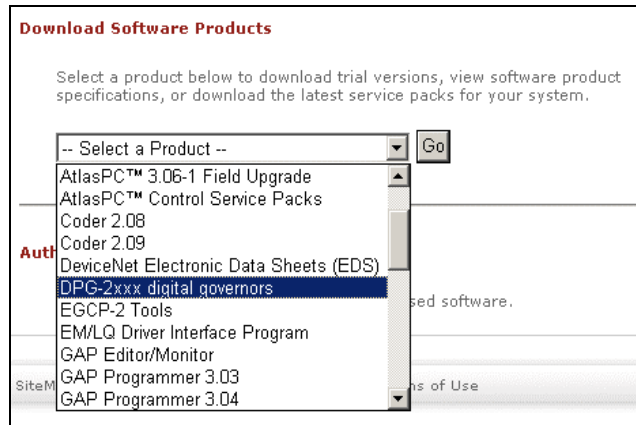 Download Software Products
Select a product below to download trial versions, view software product
specifications, or download the latest service packs for your system.
-- Select a Product --
Go
AtlasPC™ 3.06-1 Field Upgrade
AtlasPC™ Control Service Packs
Coder 2.08
Coder 2.09
Auth
DeviceNet Electronic Data Sheets (EDS)
DPG-2xxx digital governors
sed software.
EGCP-2 Tools
EM/LQ Driver Interface Program
GAP Editor/Monitor
GAP Programmer 3.03
SiteM
ns of Use
GAP Programmer 3.04